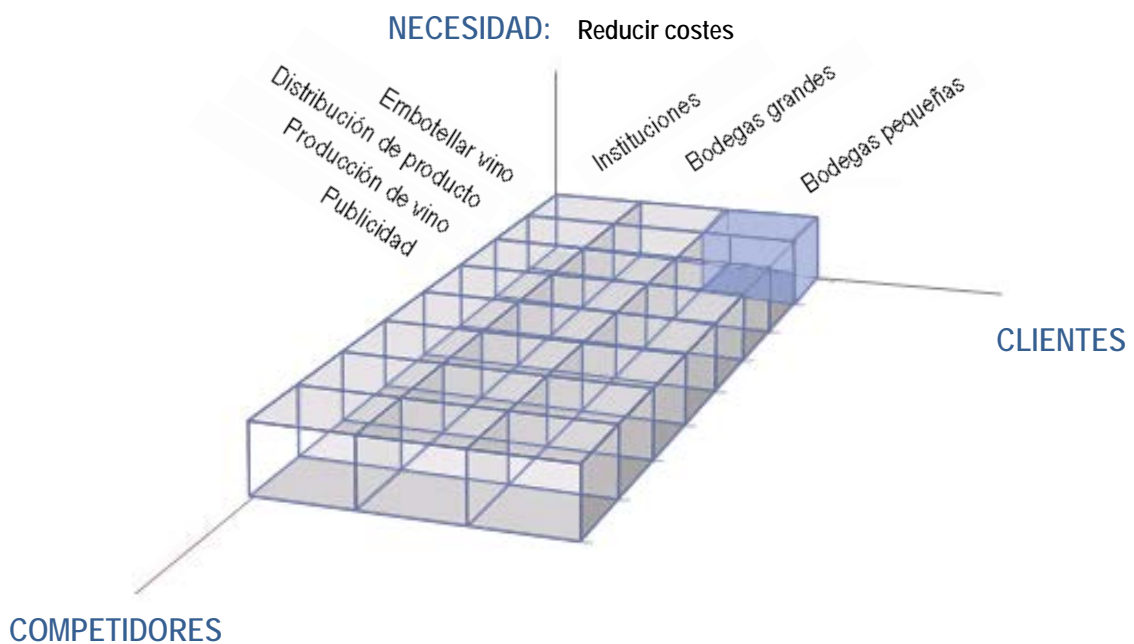 NECESIDAD: Reducir costes
Embotellar vino
Distribución de producto
Producción de vino
Publicidad
Instituciones
Bodegas grandes
Bodegas pequeñas
CLIENTES
COMPETIDORES